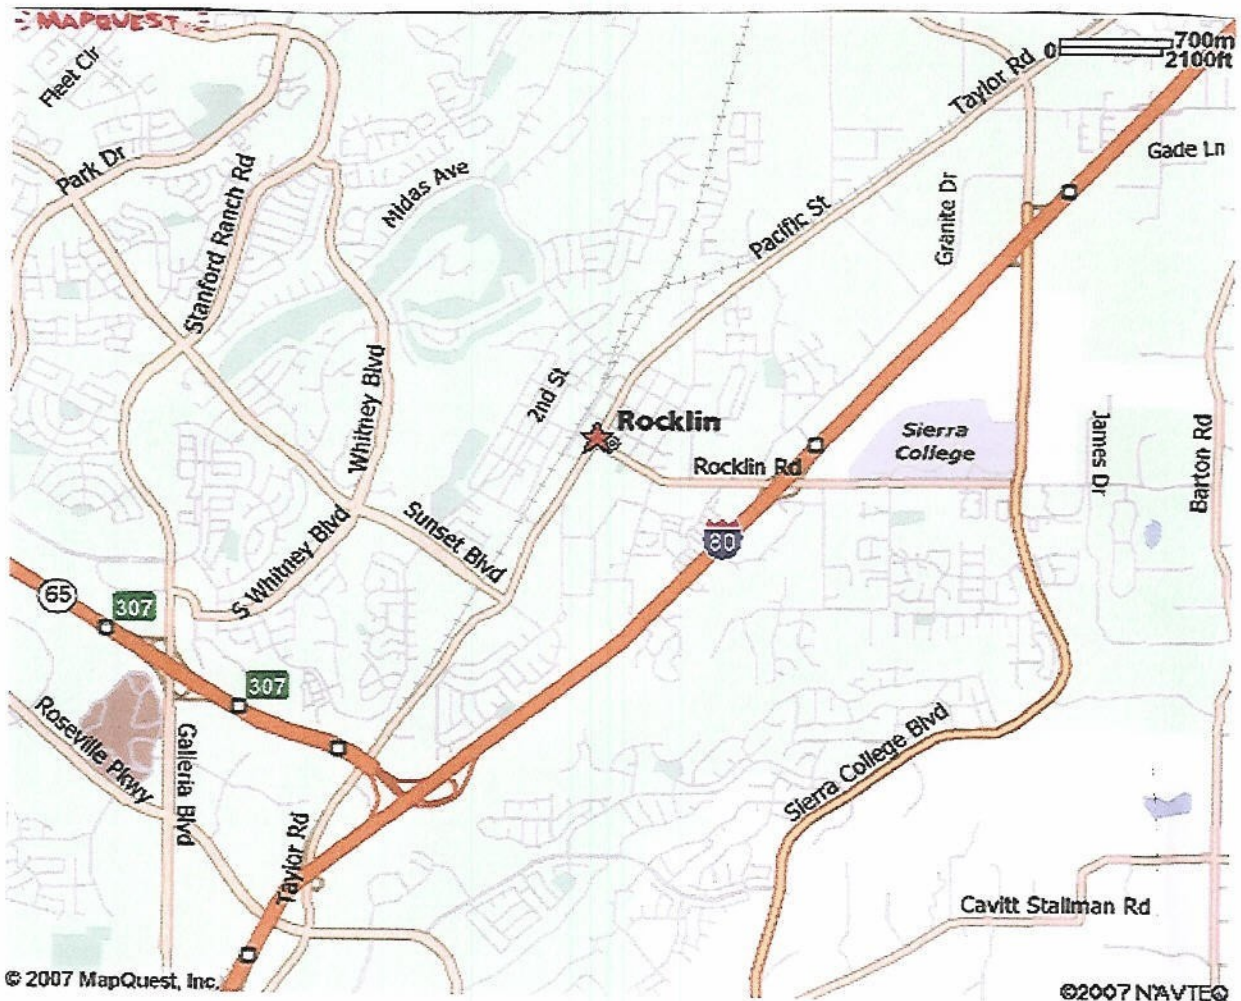 MAPQUEST
0 700m
2100ft
Fleet Clr
Taylor Rd
Gade Ln
Park Dr
Stanford Ranch Rd
Midas Ave
Pacific St
Granite Dr
2nd St
Whitney Blvd
Rocklin
Sierra
College
Rocklin Rd
James Dr
Barton Rd
Sunset Blvd
S Whitney Blvd
80
65
307
307
Roseville Pkwy
Galleria Blvd
Sierra College Blvd
Taylor Rd
Cavitt Stallman Rd
© 2007 MapQuest, Inc.
©2007 NAVTEQ